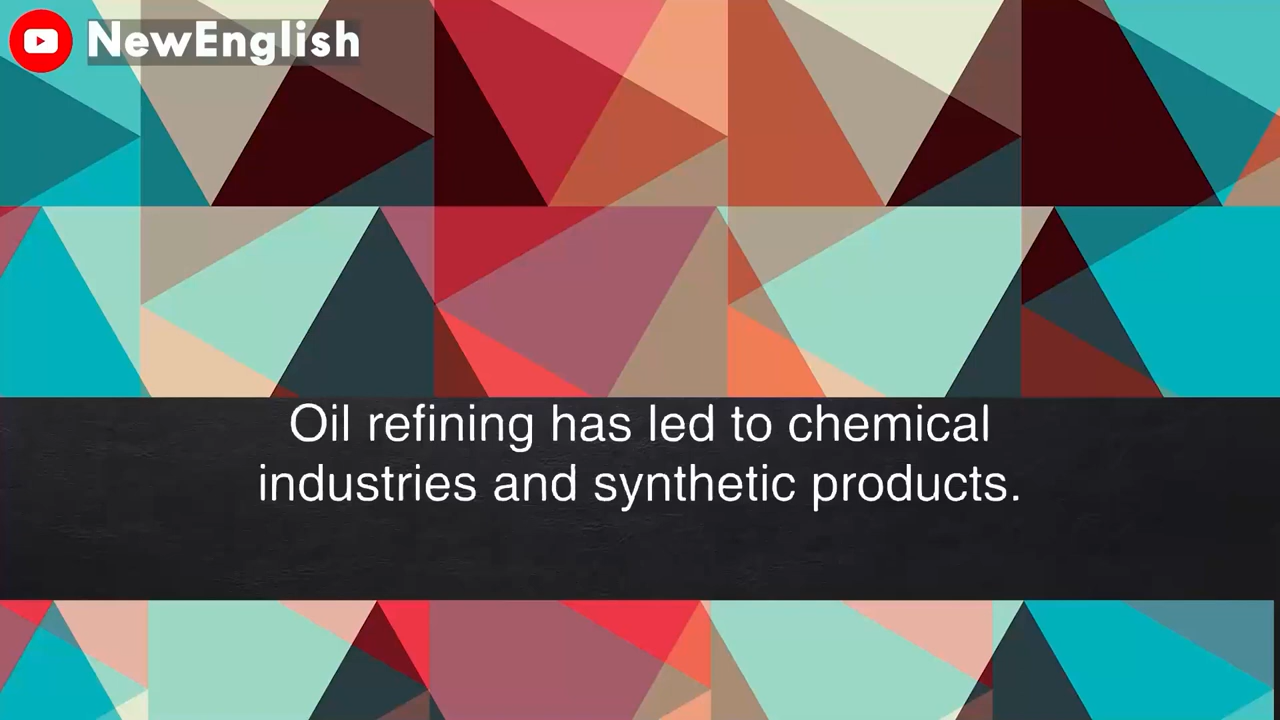 NewEnglish
Oil refining has led to chemical
industries and synthetic products.